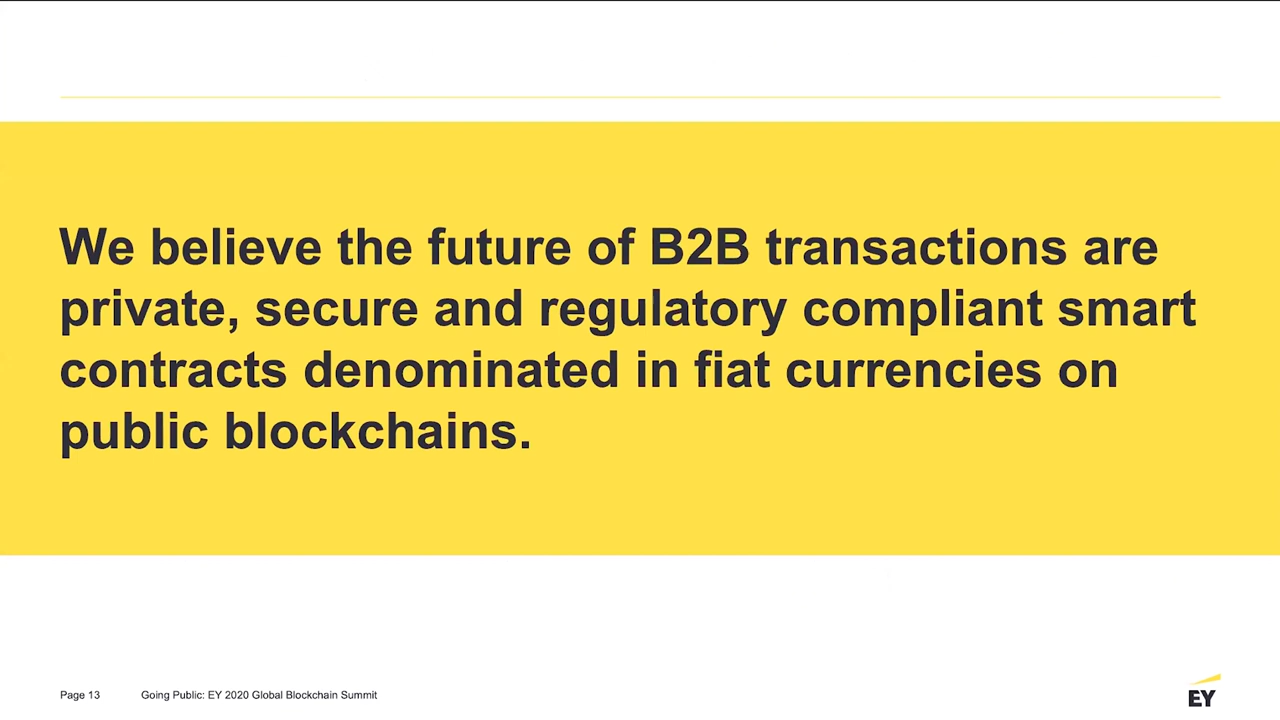 We believe the future of B2B transactions are
private, secure and regulatory compliant smart
contracts denominated in fiat currencies on
public blockchains.
Page 13
Going Public: EY 2020 Global Blockchain Summit
EY